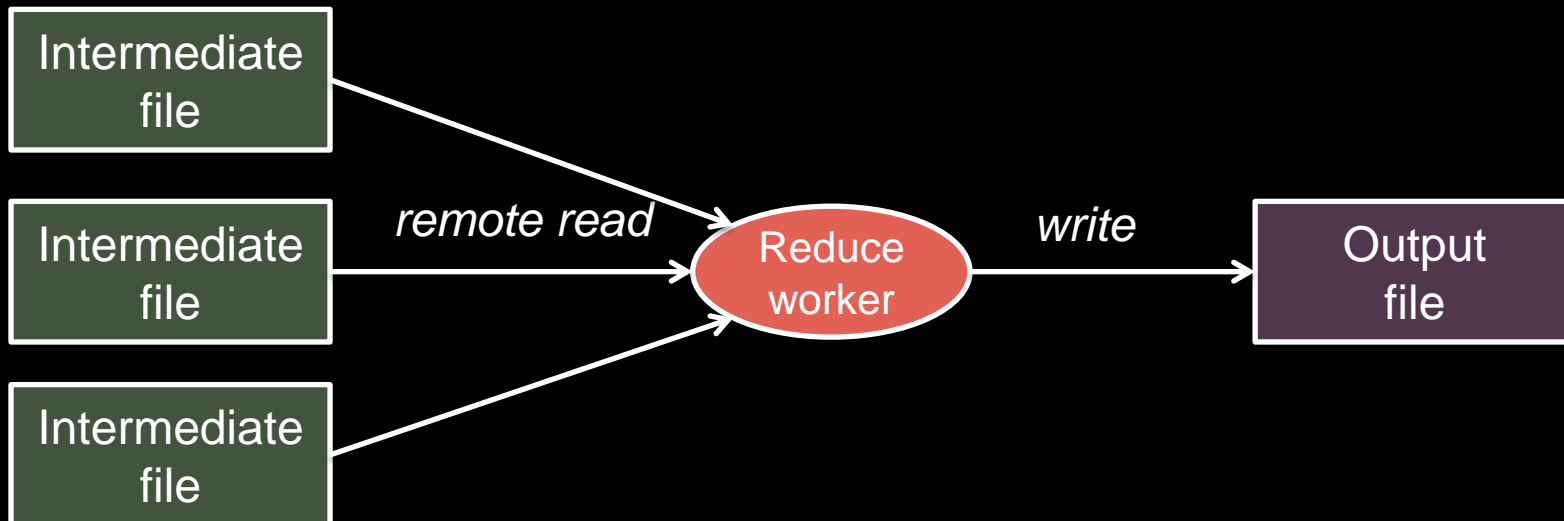 Intermediate
file
Intermediate
file
Intermediate
file
remote read
Reduce
worker
write
Output
file